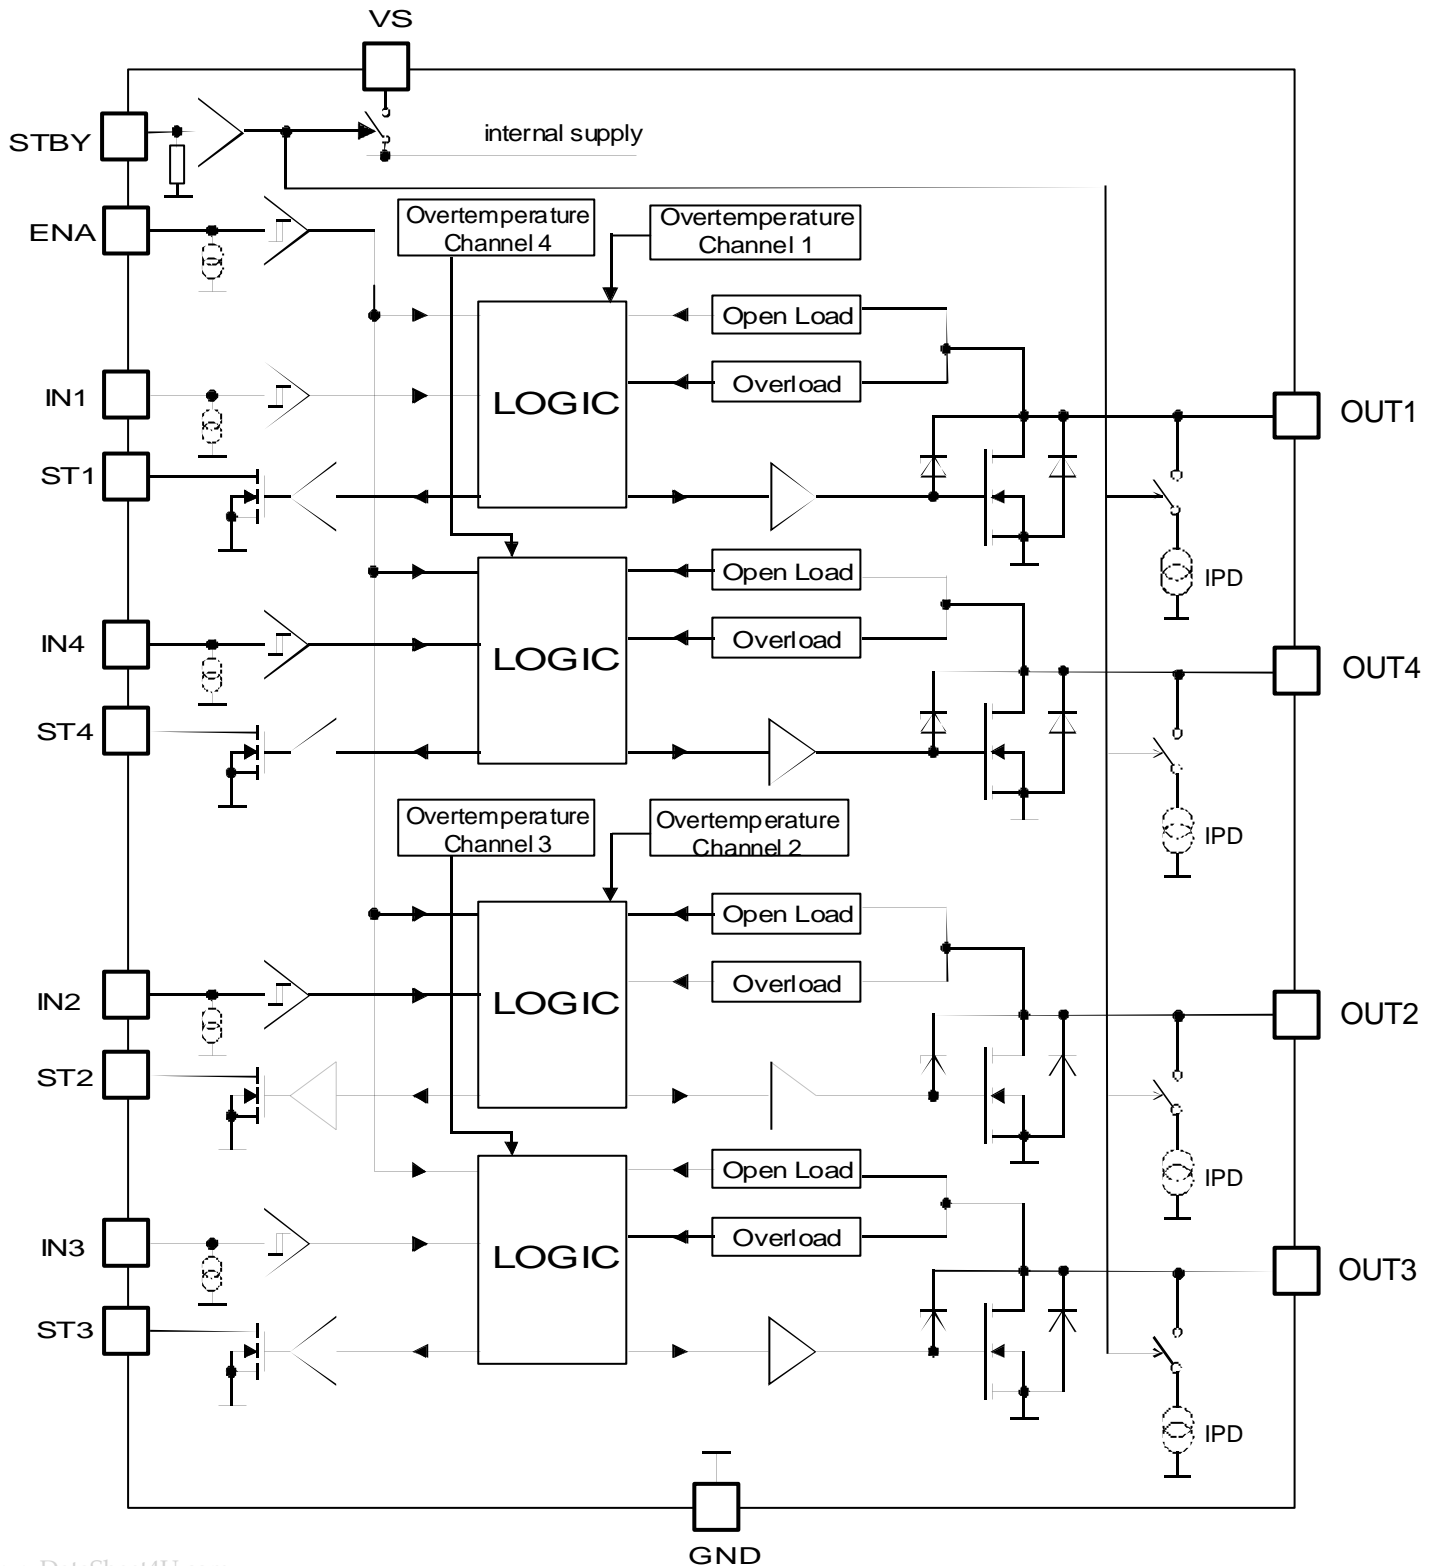 VS
STBY
internal supply
ENA
Overtemperature
Channel 4
Overtemperature
Channel 1
Open Load
IN1
LOGIC
Overload
OUT1
ST1
Open Load
IPD
IN4
LOGIC
Overload
OUT4
ST4
Overtemperature
Channel 3
Overtemperature
Channel 2
IPD
Open Load
IN2
LOGIC
Overload
OUT2
ST2
Open Load
IPD
IN3
LOGIC
Overload
OUT3
ST3
IPD
GND